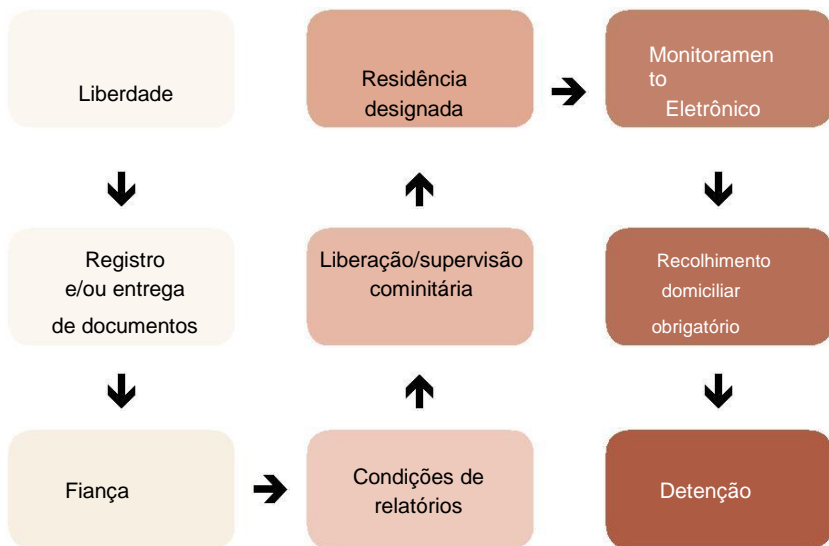 Liberdade
Registro
e/ou entrega
de documentos
Fiança
Condições de
relatórios
Liberação/supervisão
cominitária
Residência
designada
Monitoramen
to
Eletrônico
Recolhimento
domiciliar
obrigatório
Detenção